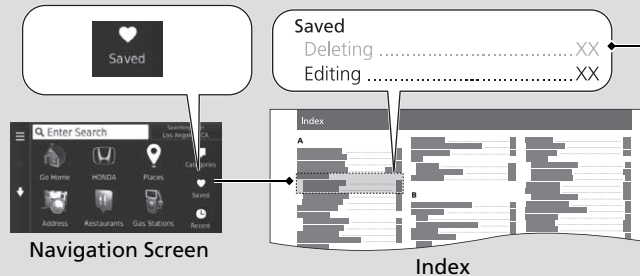 Saved
Saved
Deleting ................................XX
Editing ....................................XX
Enter Search
Searching near:
Los Angeles, CA
Categories
Go Home
HONDA
Places
Saved
Address
Restaurants
Gas Stations
Recent
Index
A
B
Navigation Screen
Index